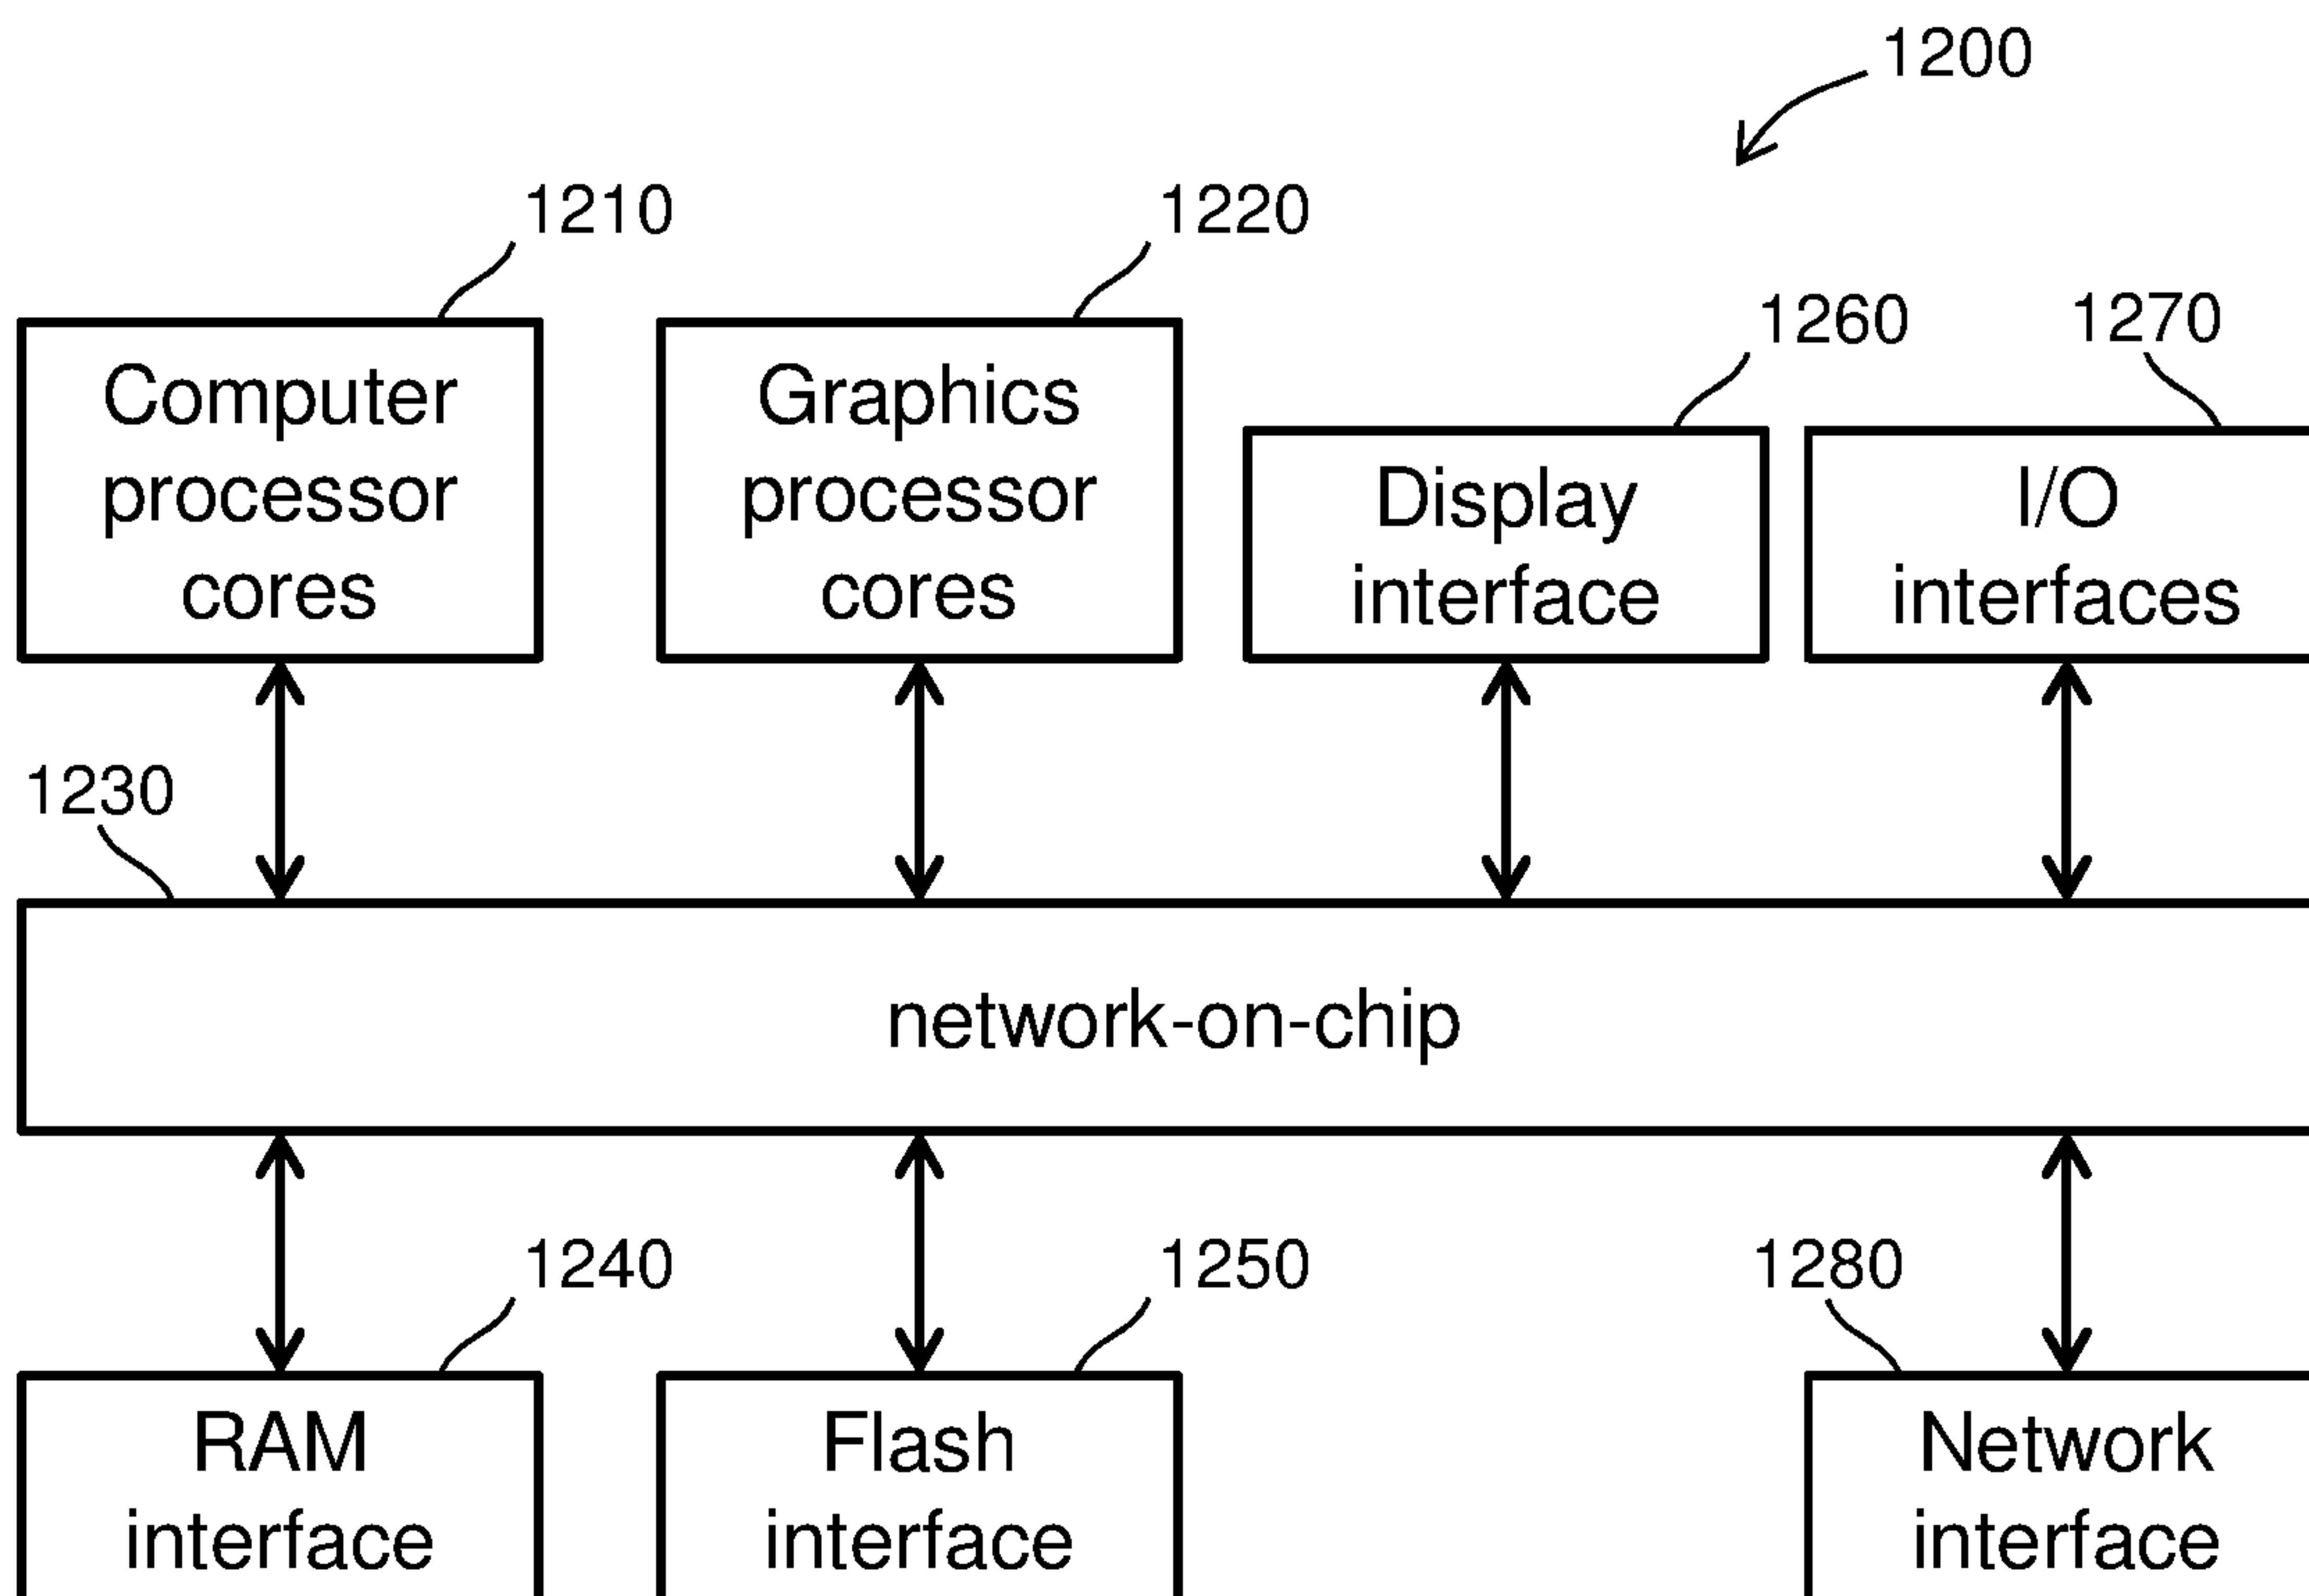 1200
1210
1220
1260
1270
Computer
processor
cores
Graphics
processor
cores
Display
interface
I/O
interfaces
1230
network-on-chip
1240
1250
1280
RAM
interface
Flash
interface
Network
interface